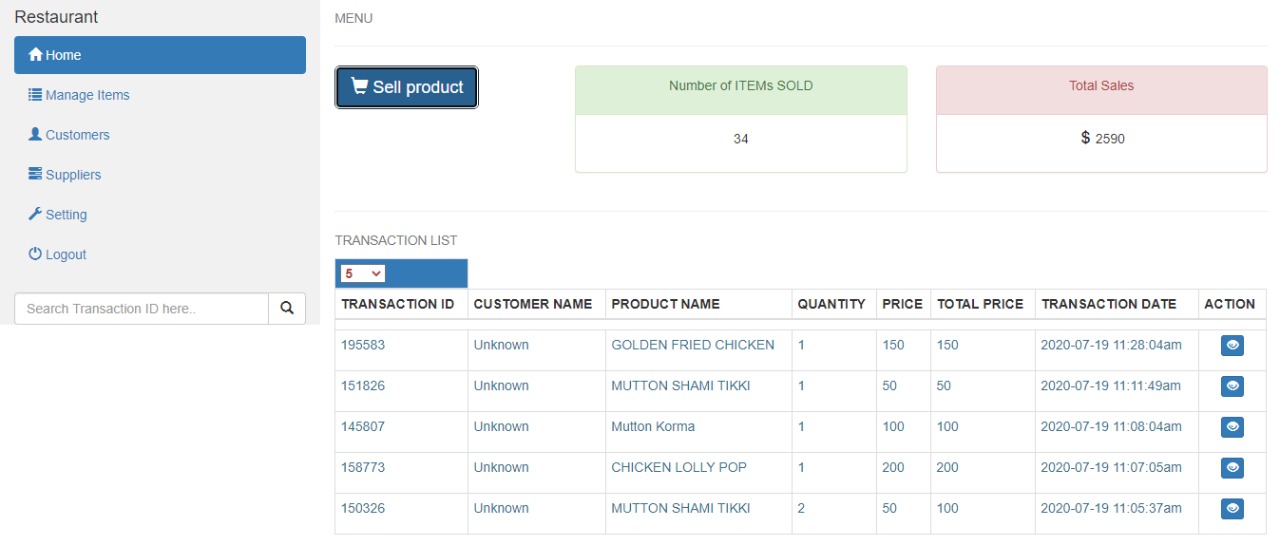 Restaurant
Home
Manage Items
Customers
Suppliers
Setting
Logout
Search Transaction ID here..
MENU
Sell product
Number of ITEMs SOLD
34
Total Sales
$ 2590
TRANSACTION LIST
5
TRANSACTION ID CUSTOMER NAME PRODUCT NAME QUANTITY PRICE TOTAL PRICE TRANSACTION DATE ACTION
195583 Unknown GOLDEN FRIED CHICKEN 1 150 150 2020-07-19 11:28:04am
151826 Unknown MUTTON SHAMI TIKKI 1 50 50 2020-07-19 11:11:49am
145807 Unknown Mutton Korma 1 100 100 2020-07-19 11:08:04am
158773 Unknown CHICKEN LOLLY POP 1 200 200 2020-07-19 11:07:05am
150326 Unknown MUTTON SHAMI TIKKI 2 50 100 2020-07-19 11:05:37am